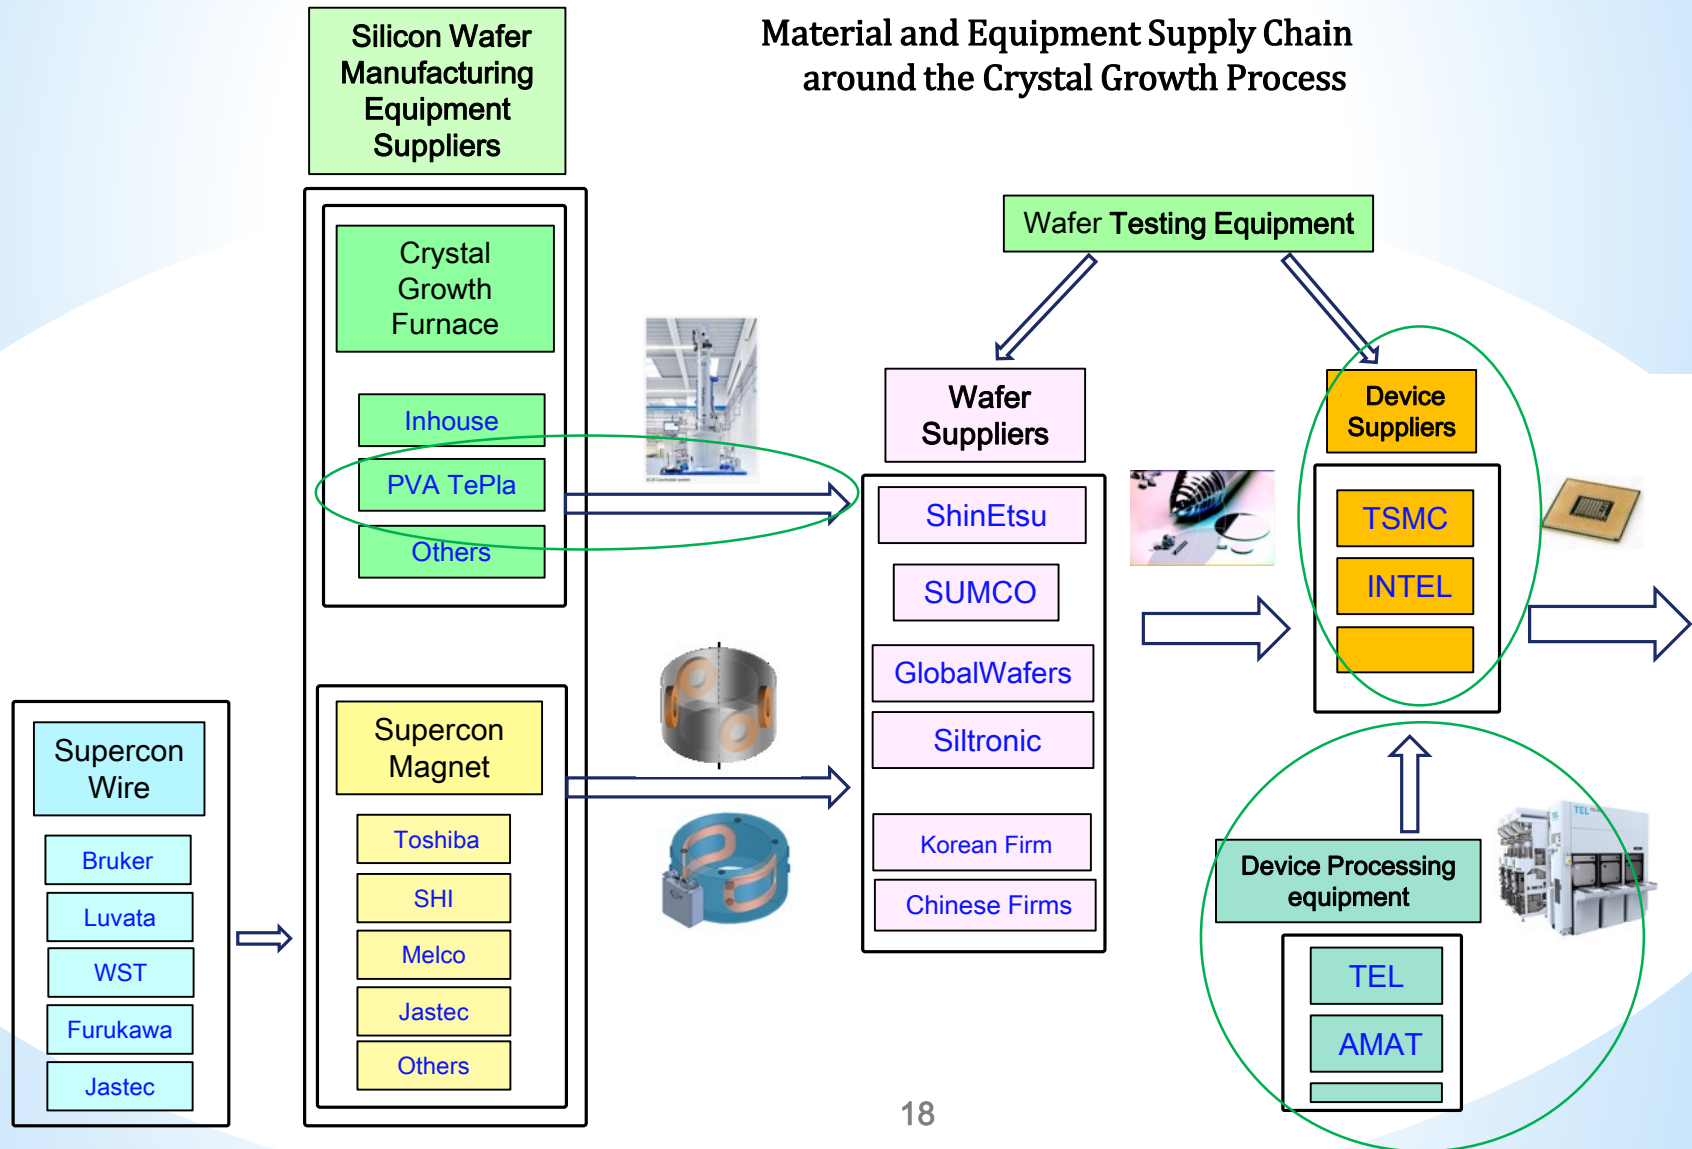 Material and Equipment Supply Chain
around the Crystal Growth Process
Silicon Wafer
Manufacturing
Equipment
Suppliers
Crystal
Growth
Furnace
Inhouse
PVA TePla
Others
Supercon
Wire
Bruker
Luvata
WST
Furukawa
Jastec
Supercon
Magnet
Toshiba
SHI
Melco
Jastec
Others
Wafer Testing Equipment
Wafer
Suppliers
ShinEtsu
SUMCO
GlobalWafers
Siltronic
Korean Firm
Chinese Firms
Device
Suppliers
TSMC
INTEL
Device Processing
equipment
TEL
AMAT
TEL
18